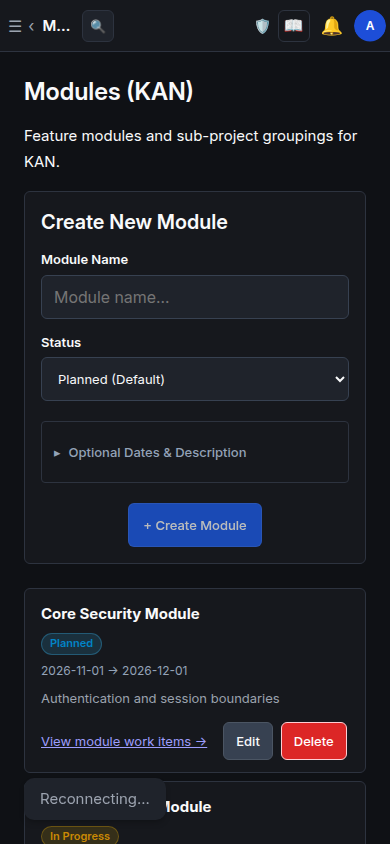 M...
A
Modules (KAN)
Feature modules and sub-project groupings for
KAN.
Create New Module
Module Name
Module name...
Status
Planned (Default)
Optional Dates & Description
+ Create Module
Core Security Module
Planned
2026-11-01 → 2026-12-01
Authentication and session boundaries
View module work items →
Edit
Delete
Reconnecting...
Module
In Progress